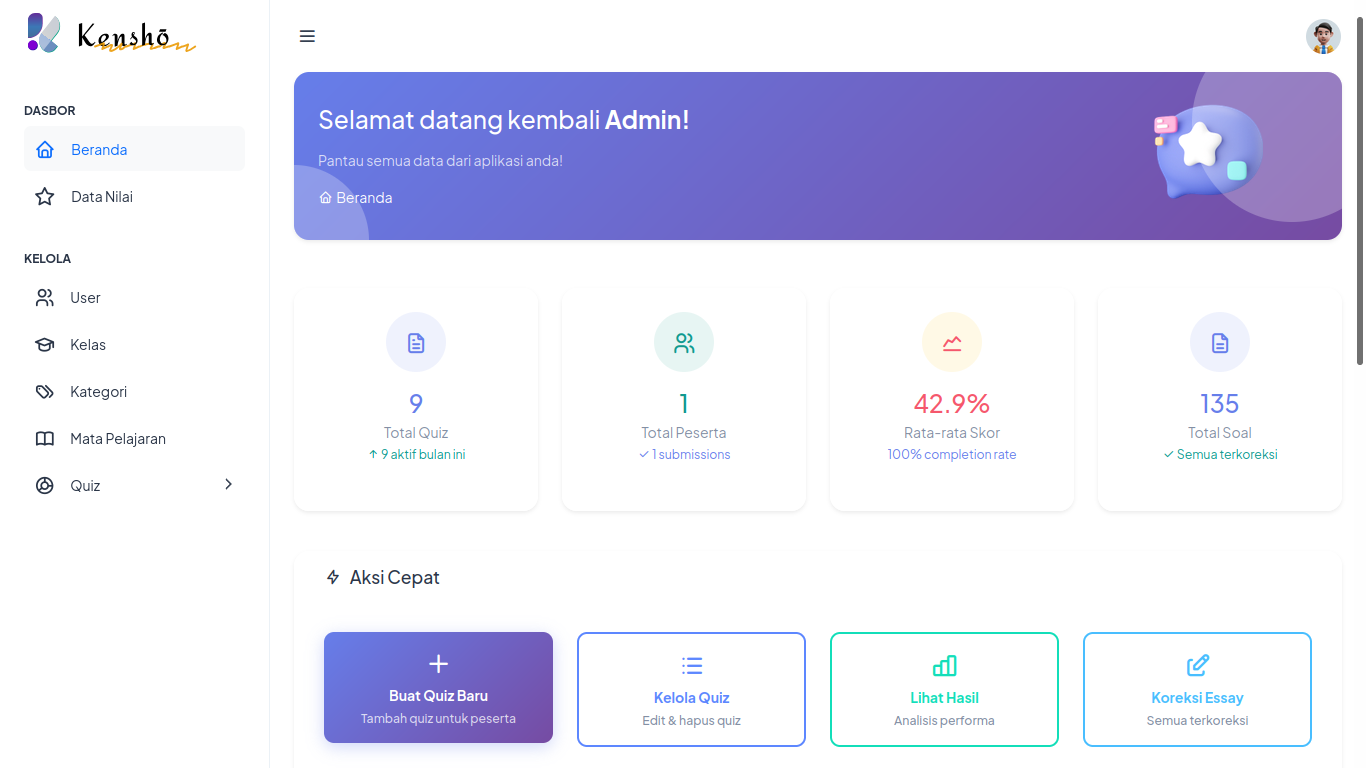 Kenshō
DASBOR
Beranda
Data Nilai
KELOLA
User
Kelas
Kategori
Mata Pelajaran
Quiz
Selamat datang kembali Admin!
Pantau semua data dari aplikasi anda!
Beranda
9
Total Quiz
↑ 9 aktif bulan ini
1
Total Peserta
✓ 1 submissions
42.9%
Rata-rata Skor
100% completion rate
135
Total Soal
✓ Semua terkoreksi
Aksi Cepat
Buat Quiz Baru
Tambah quiz untuk peserta
Kelola Quiz
Edit & hapus quiz
Lihat Hasil
Analisis performa
Koreksi Essay
Semua terkoreksi